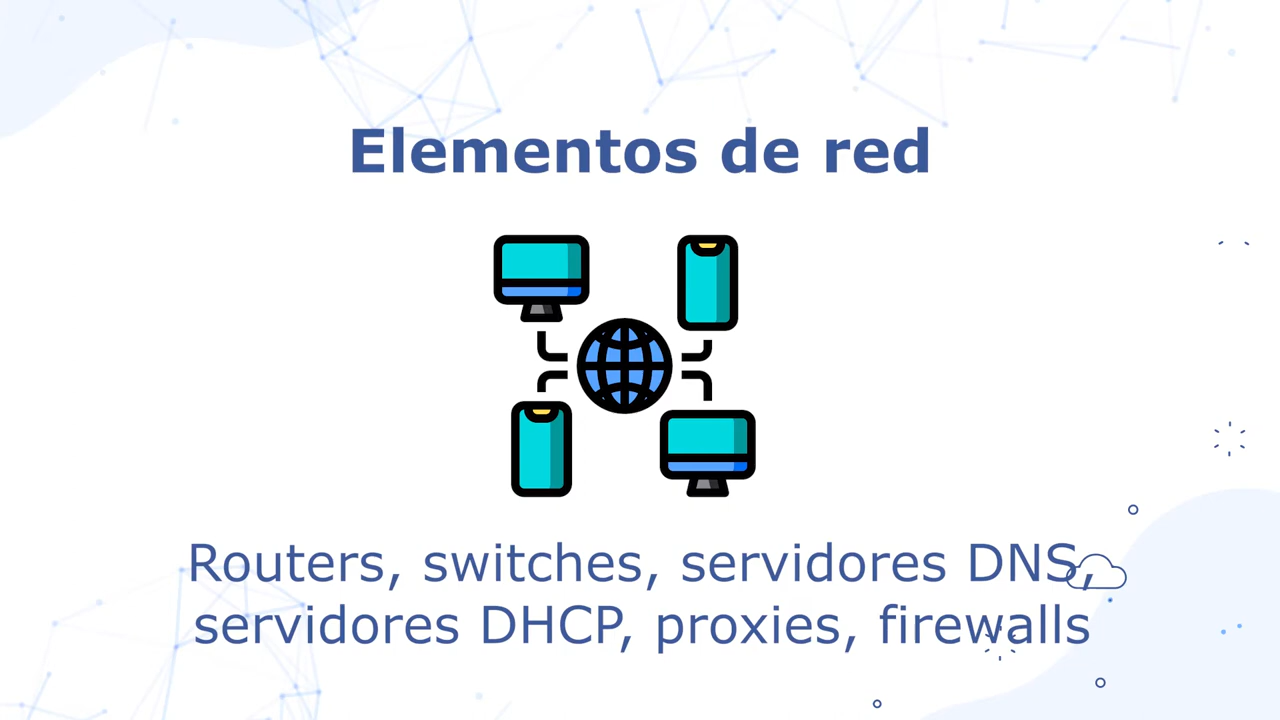 Elementos de red
Routers, switches, servidores DNS,
servidores DHCP, proxies, firewalls